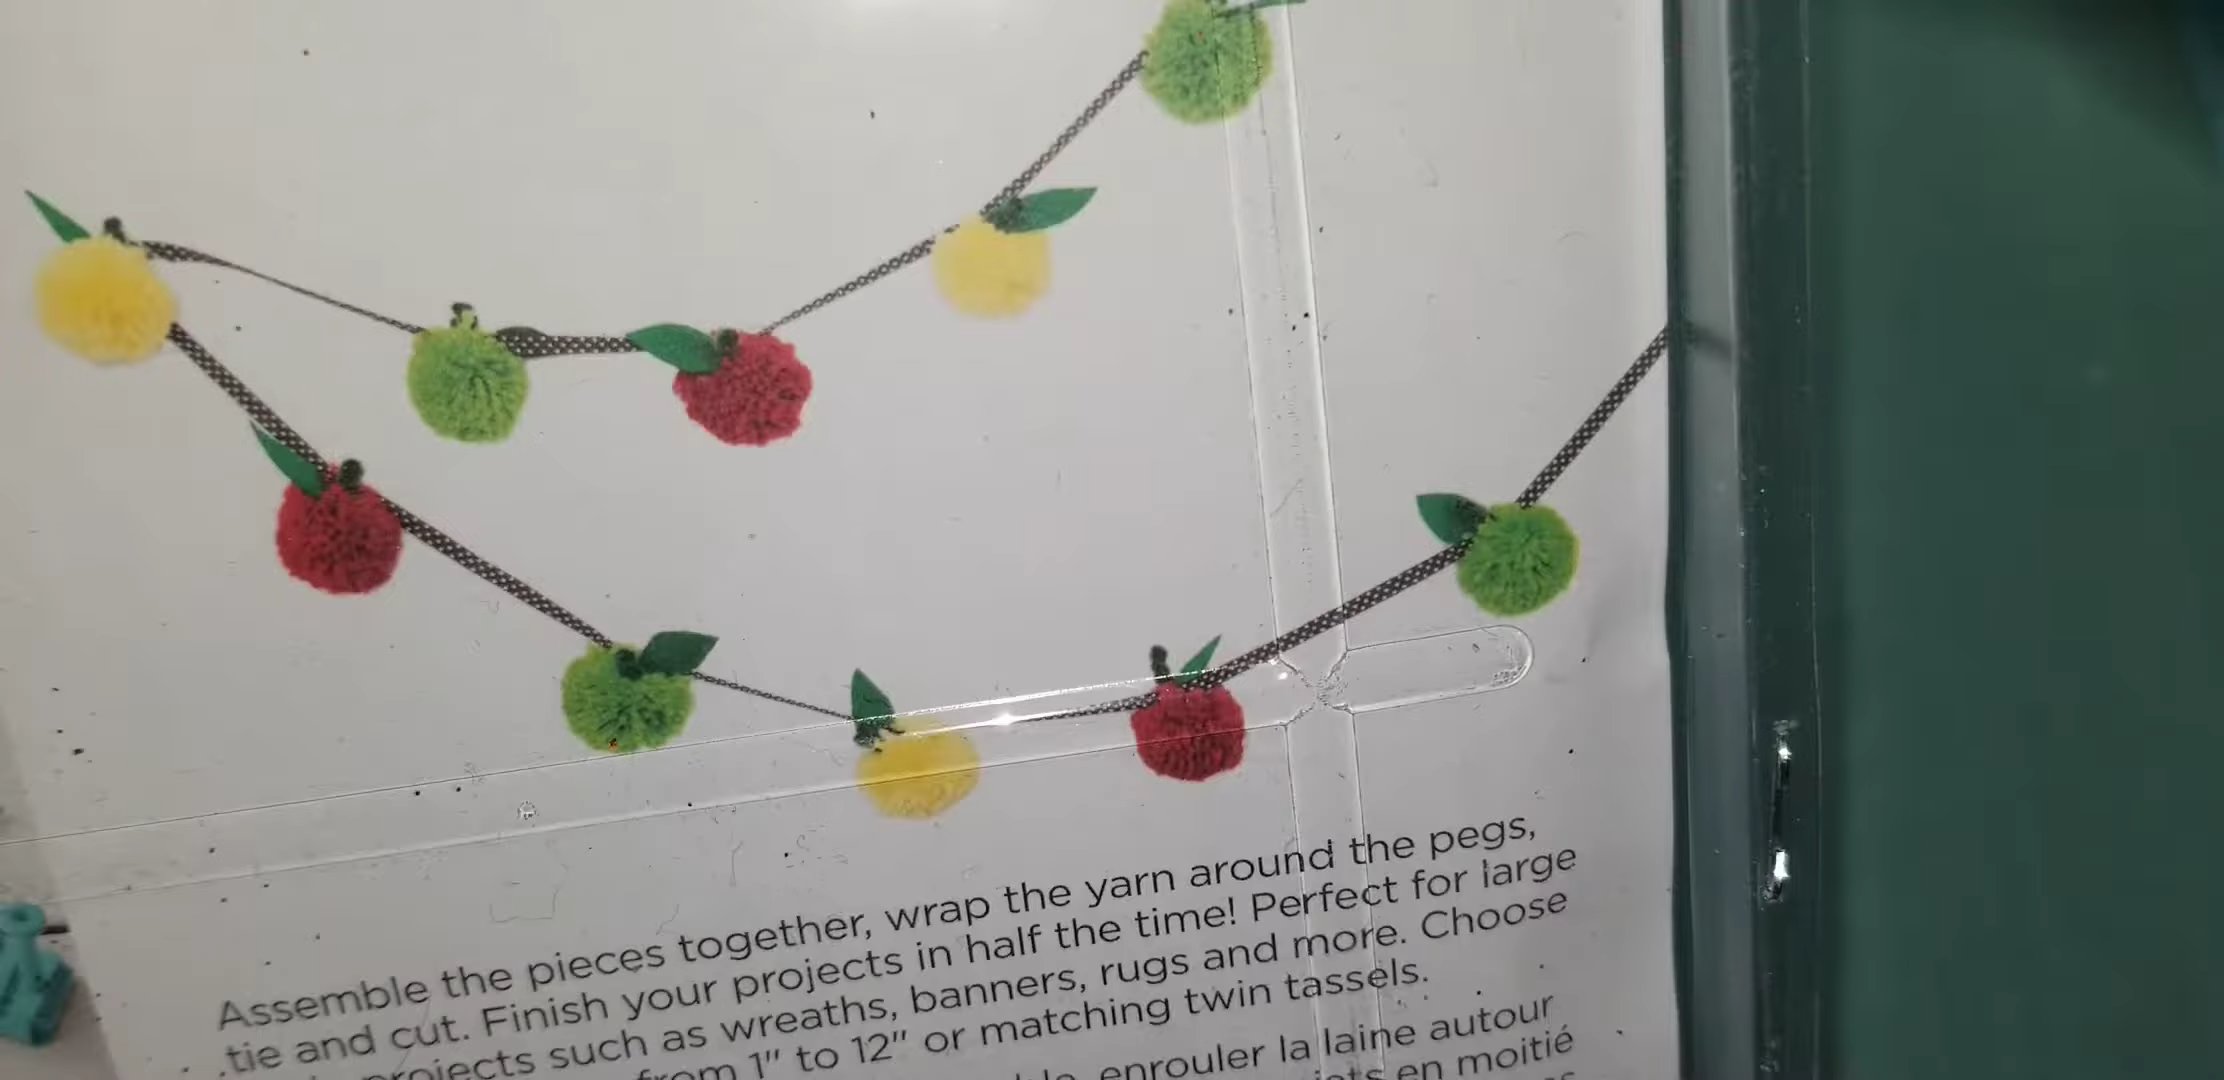 Assemble the pieces together, wrap the yarn around the pegs,
tie and cut. Finish your projects in half the time! Perfect for large
projects such as wreaths, banners, rugs and more. Choose
from 1" to 12" or matching twin tassels.
enrouler la laine autour
en moitié